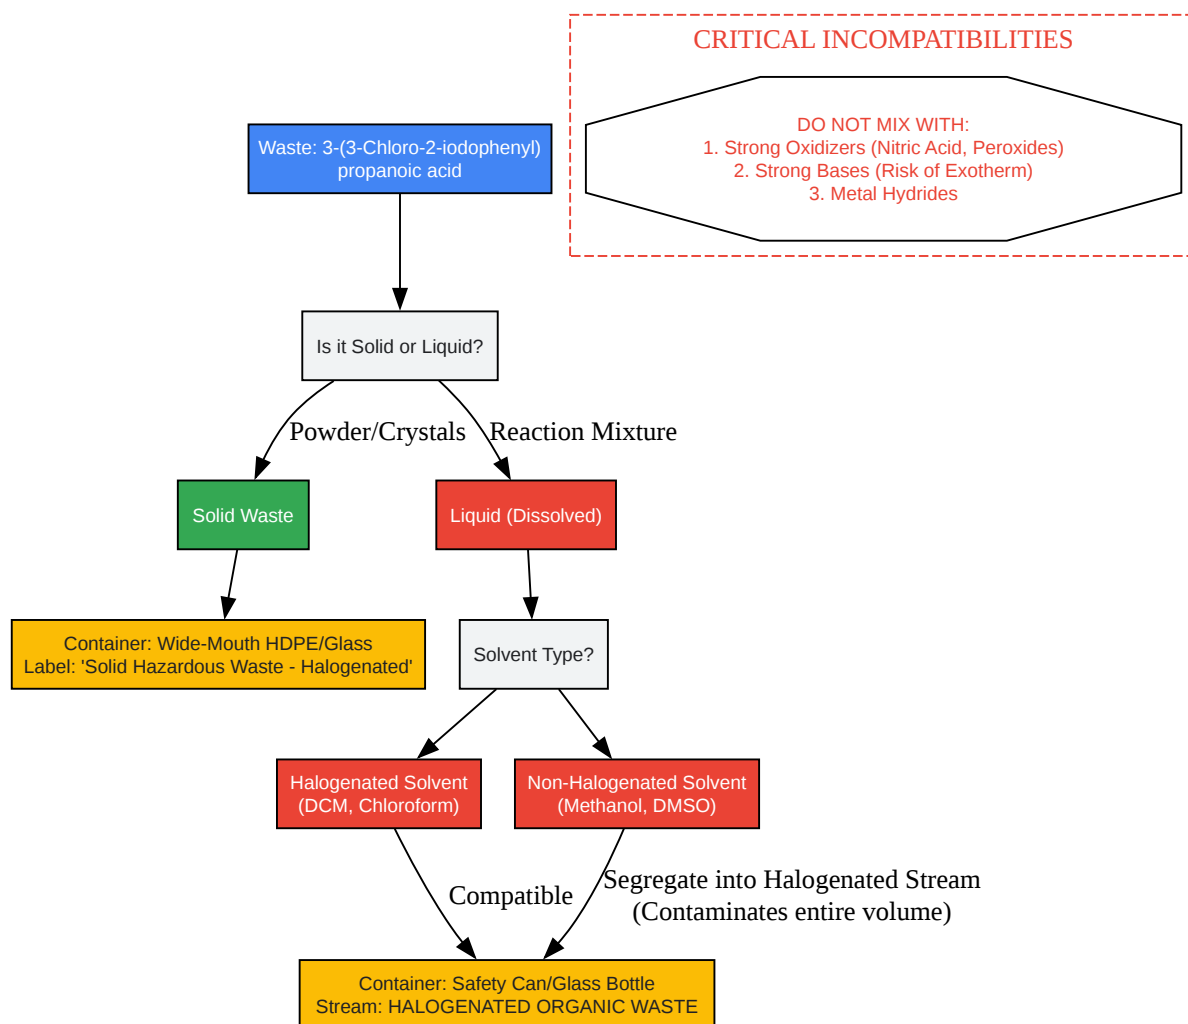 CRITICAL INCOMPATIBILITIES
DO NOT MIX WITH:
1. Strong Oxidizers (Nitric Acid, Peroxides)
2. Strong Bases (Risk of Exotherm)
3. Metal Hydrides
Waste: 3-(3-Chloro-2-iodophenyl)
propanoic acid
Is it Solid or Liquid?
Powder/Crystals
Reaction Mixture
Solid Waste
Liquid (Dissolved)
Container: Wide-Mouth HDPE/Glass
Label: 'Solid Hazardous Waste - Halogenated'
Solvent Type?
Halogenated Solvent
(DCM, Chloroform)
Non-Halogenated Solvent
(Methanol, DMSO)
Compatible
Segregate into Halogenated Stream
(Contaminates entire volume)
Container: Safety Can/Glass Bottle
Stream: HALOGENATED ORGANIC WASTE